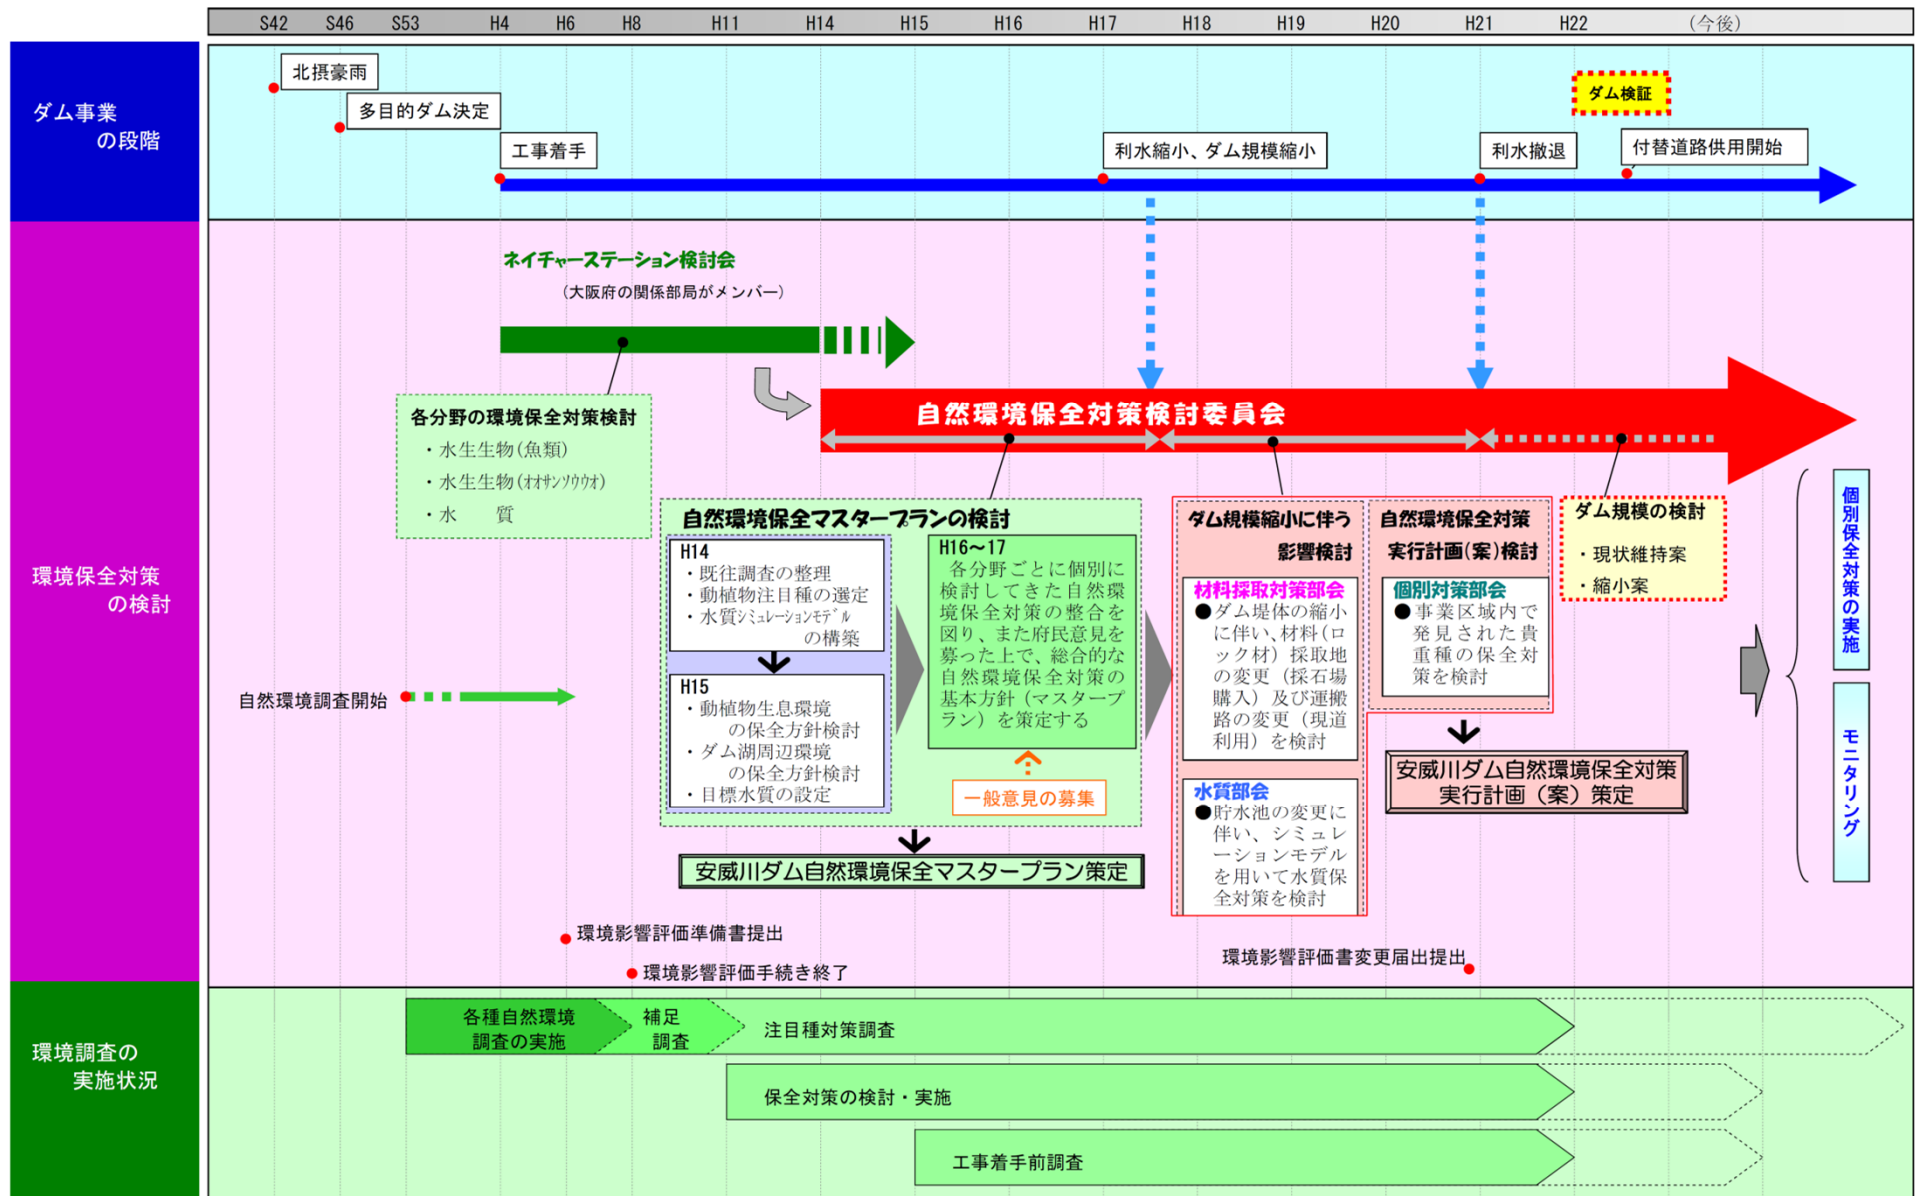 S42 S46 S53 H4 H6 H8 H11 H14 H15 H16 H17 H18 H19 H20 H21 H22 (今後)
ダム事業
の段階
北摂豪雨
多目的ダム決定
工事着手
利水縮小、ダム規模縮小
利水撤退
ダム検証
付替道路供用開始
環境保全対策
の検討
ネイチャーステーション検討会
(大阪府の関係部局がメンバー)
各分野の環境保全対策検討
・水生生物(魚類)
・水生生物(ｵｵｻﾝｿｳｳｵ)
・水　質
自然環境保全対策検討委員会
自然環境保全マスタープランの検討
H14
・既往調査の整理
・動植物注目種の選定
・水質ｼﾐｭﾚｰｼｮﾝﾓﾃﾞﾙ
の構築
H15
・動植物生息環境
の保全方針検討
・ダム湖周辺環境
の保全方針検討
・目標水質の設定
H16～17
各分野ごとに個別に
検討してきた自然環
境保全対策の整合を
図り、また府民意見を
募った上で、総合的な
自然環境保全対策の
基本方針（マスタープ
ラン）を策定する
一般意見の募集
安威川ダム自然環境保全マスタープラン策定
ダム規模縮小に伴う
影響検討
材料採取対策部会
●ダム堤体の縮小
に伴い、材料（ロ
ック材）採取地
の変更（採石場
購入）及び運搬
路の変更（現道
利用）を検討
水質部会
●貯水池の変更に
伴い、シミュレ
ーションモデル
を用いて水質保
全対策を検討
自然環境保全対策
実行計画(案)検討
個別対策部会
●事業区域内で
発見された貴
重種の保全対
策を検討
安威川ダム自然環境保全対策
実行計画（案）策定
ダム規模の検討
・現状維持案
・縮小案
個別保全対策の実施
モニタリング
自然環境調査開始
環境影響評価準備書提出
環境影響評価手続き終了
環境影響評価書変更届出提出
環境調査の
実施状況
各種自然環境
調査の実施
補足
調査
注目種対策調査
保全対策の検討・実施
工事着手前調査